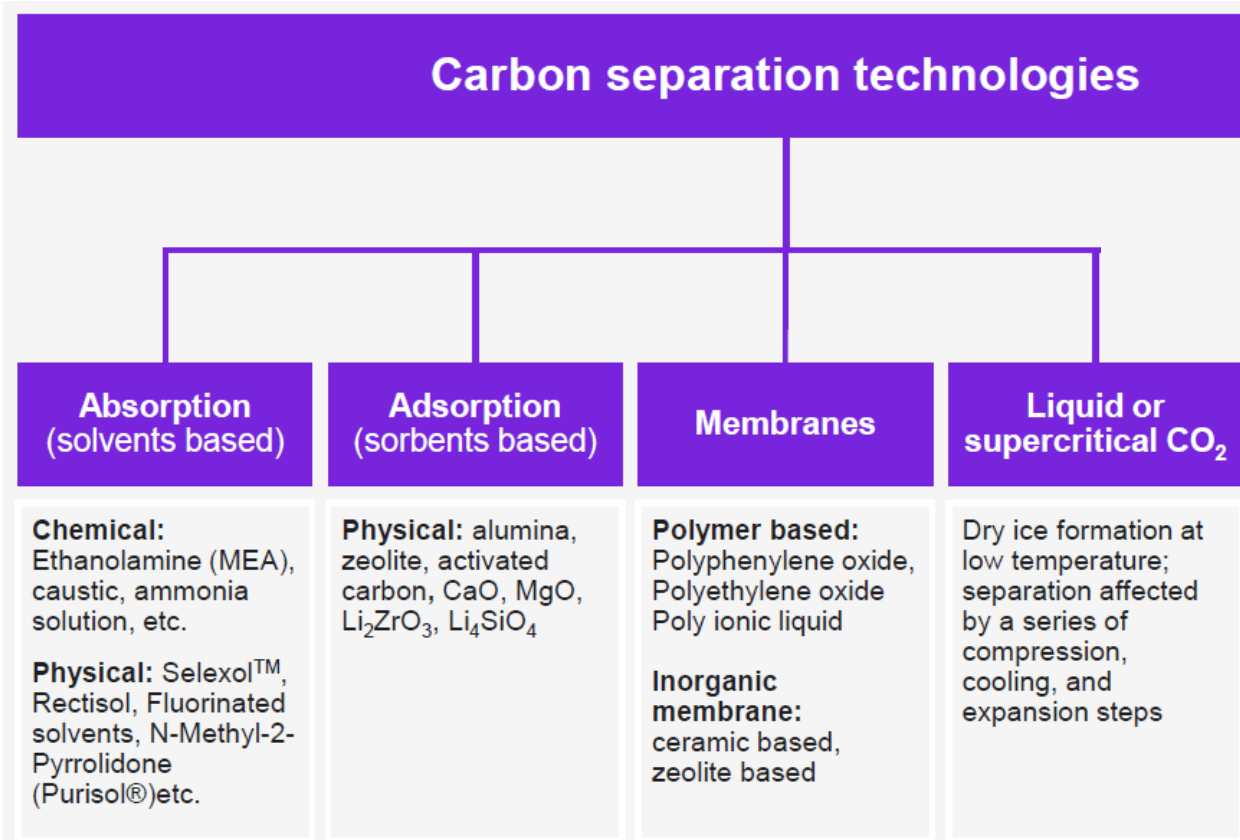 Carbon separation technologies
Absorption
(solvents based)
Chemical:
Ethanolamine (MEA),
caustic, ammonia
solution, etc.
Physical: Selexol™,
Rectisol, Fluorinated
solvents, N-Methyl-2-
Pyrrolidone
(Purisol®)etc.
Adsorption
(sorbents based)
Physical: alumina,
zeolite, activated
carbon, CaO, MgO,
Li₂ZrO₃, Li₄SiO₄
Membranes
Polymer based:
Polyphenylene oxide,
Polyethylene oxide
Poly ionic liquid
Inorganic
membrane:
ceramic based,
zeolite based
Liquid or
supercritical CO₂
Dry ice formation at
low temperature;
separation affected
by a series of
compression,
cooling, and
expansion steps